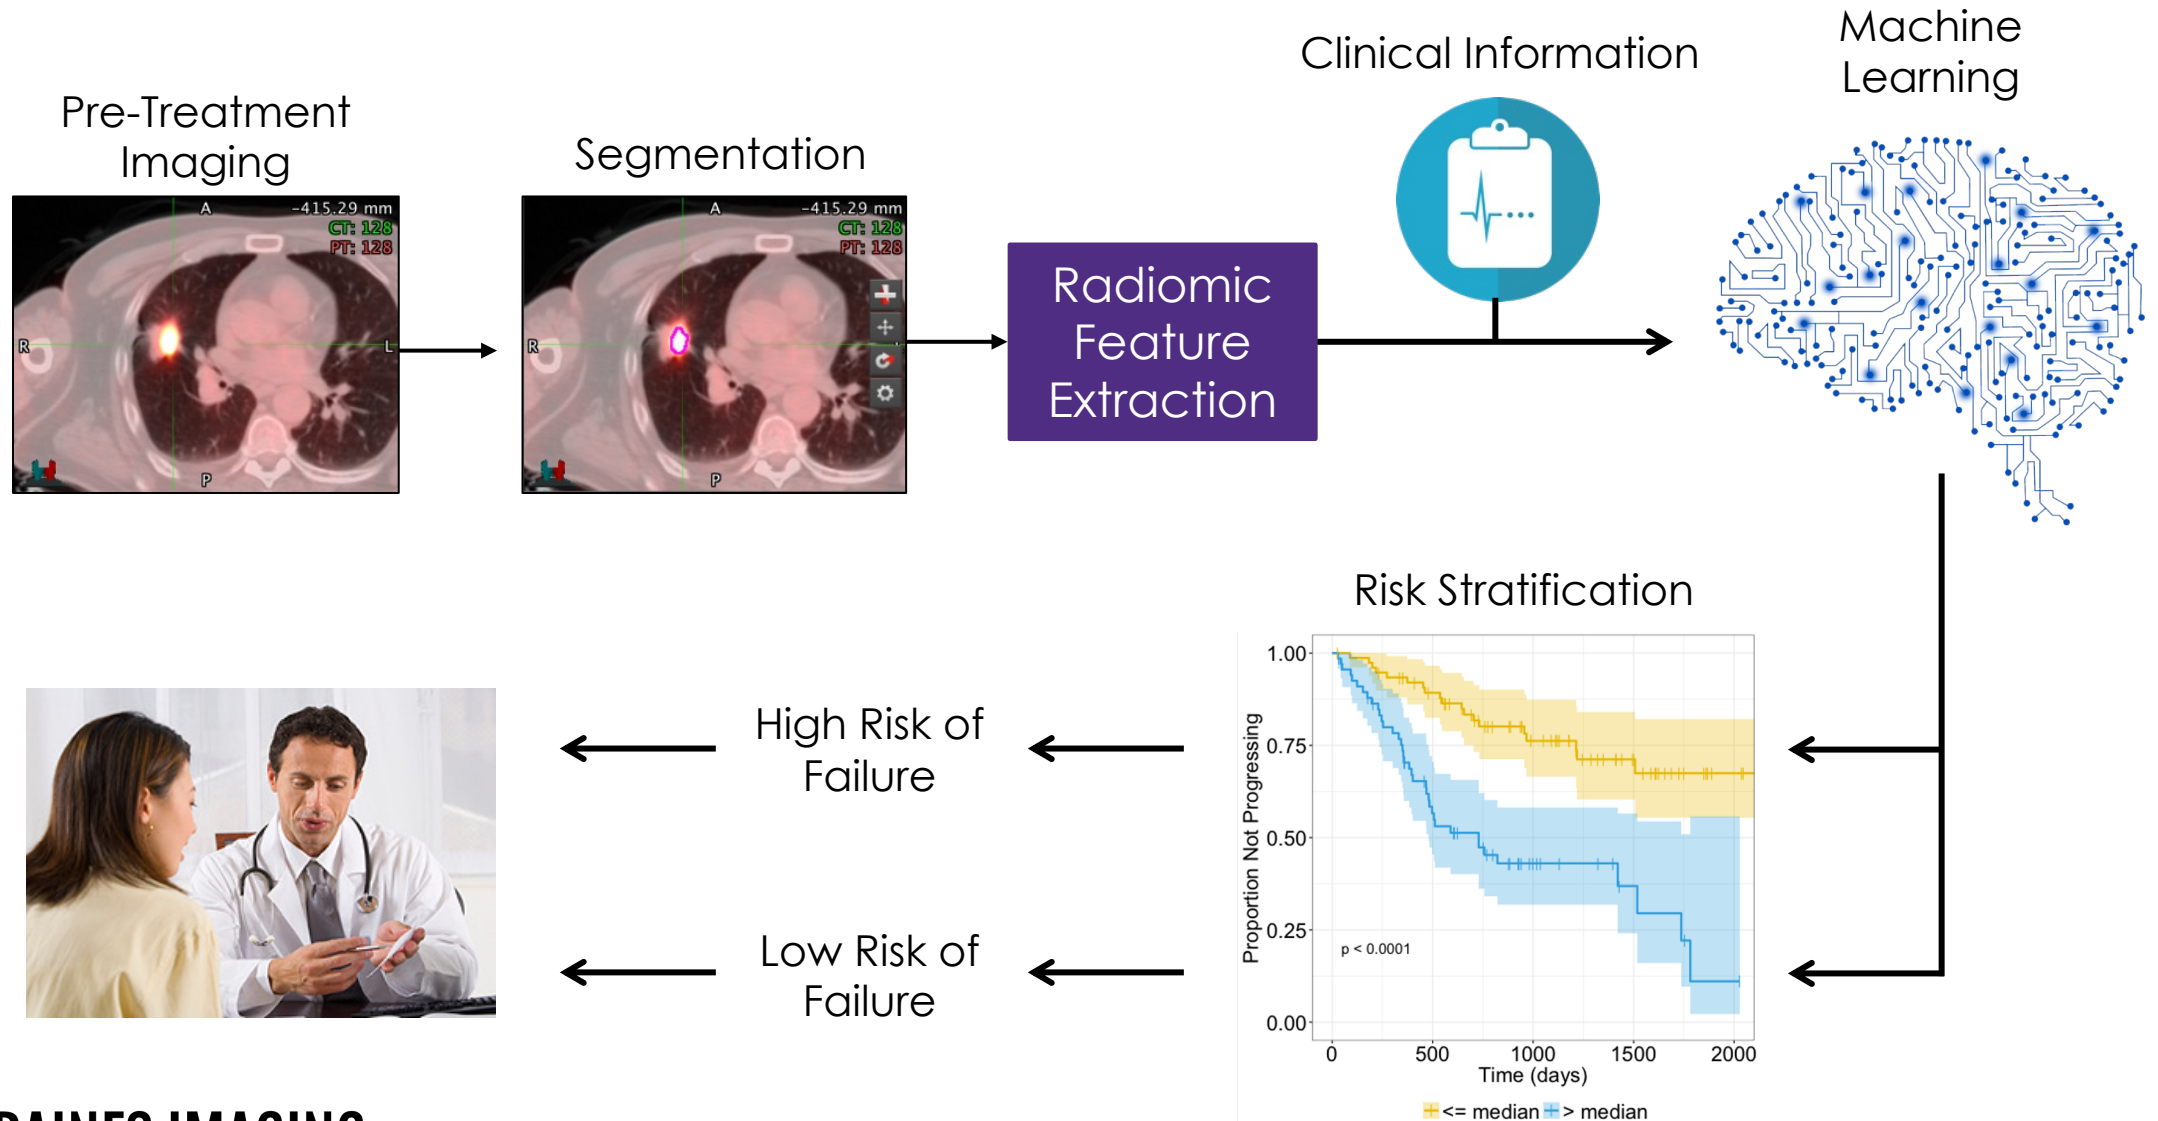 Pre-Treatment
Imaging
A
-415.29 mm
CT: 128
PT: 128
R
L
P
Segmentation
A
-415.29 mm
CT: 128
PT: 128
R
P
Radiomic
Feature
Extraction
Clinical Information
Machine
Learning
Risk Stratification
1.00
0.75
0.50
0.25
0.00
Proportion Not Progressing
p < 0.0001
0 500 1000 1500 2000
Time (days)
<= median > median
High Risk of
Failure
Low Risk of
Failure
IMAGING